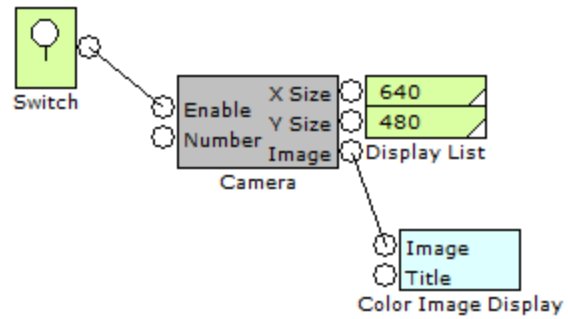 Switch
Enable
Number
X Size
Y Size
Image
Camera
640
480
Display List
Image
Title
Color Image Display